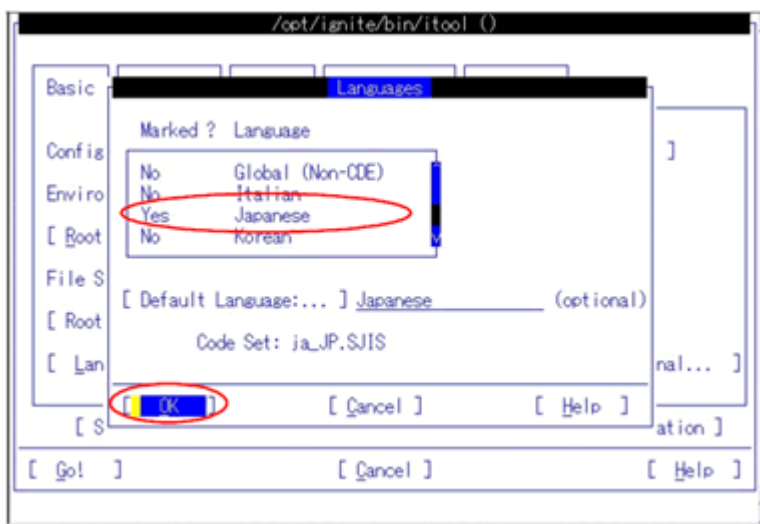 /opt/ignite/bin/itool ()
Basic
Languages
Marked ? Language
Config ]
No Global (Non-CDE)
Enviro
No Italian
Yes Japanese
[ Root
No Korean
File S
[ Default Language:... ] Japanese (optional)
[ Root
Code Set: ja_JP.SJIS
[ Lan nal... ]
[ OK ] [ Cancel ] [ Help ]
[ S ation ]
[ Go! ] [ Cancel ] [ Help ]